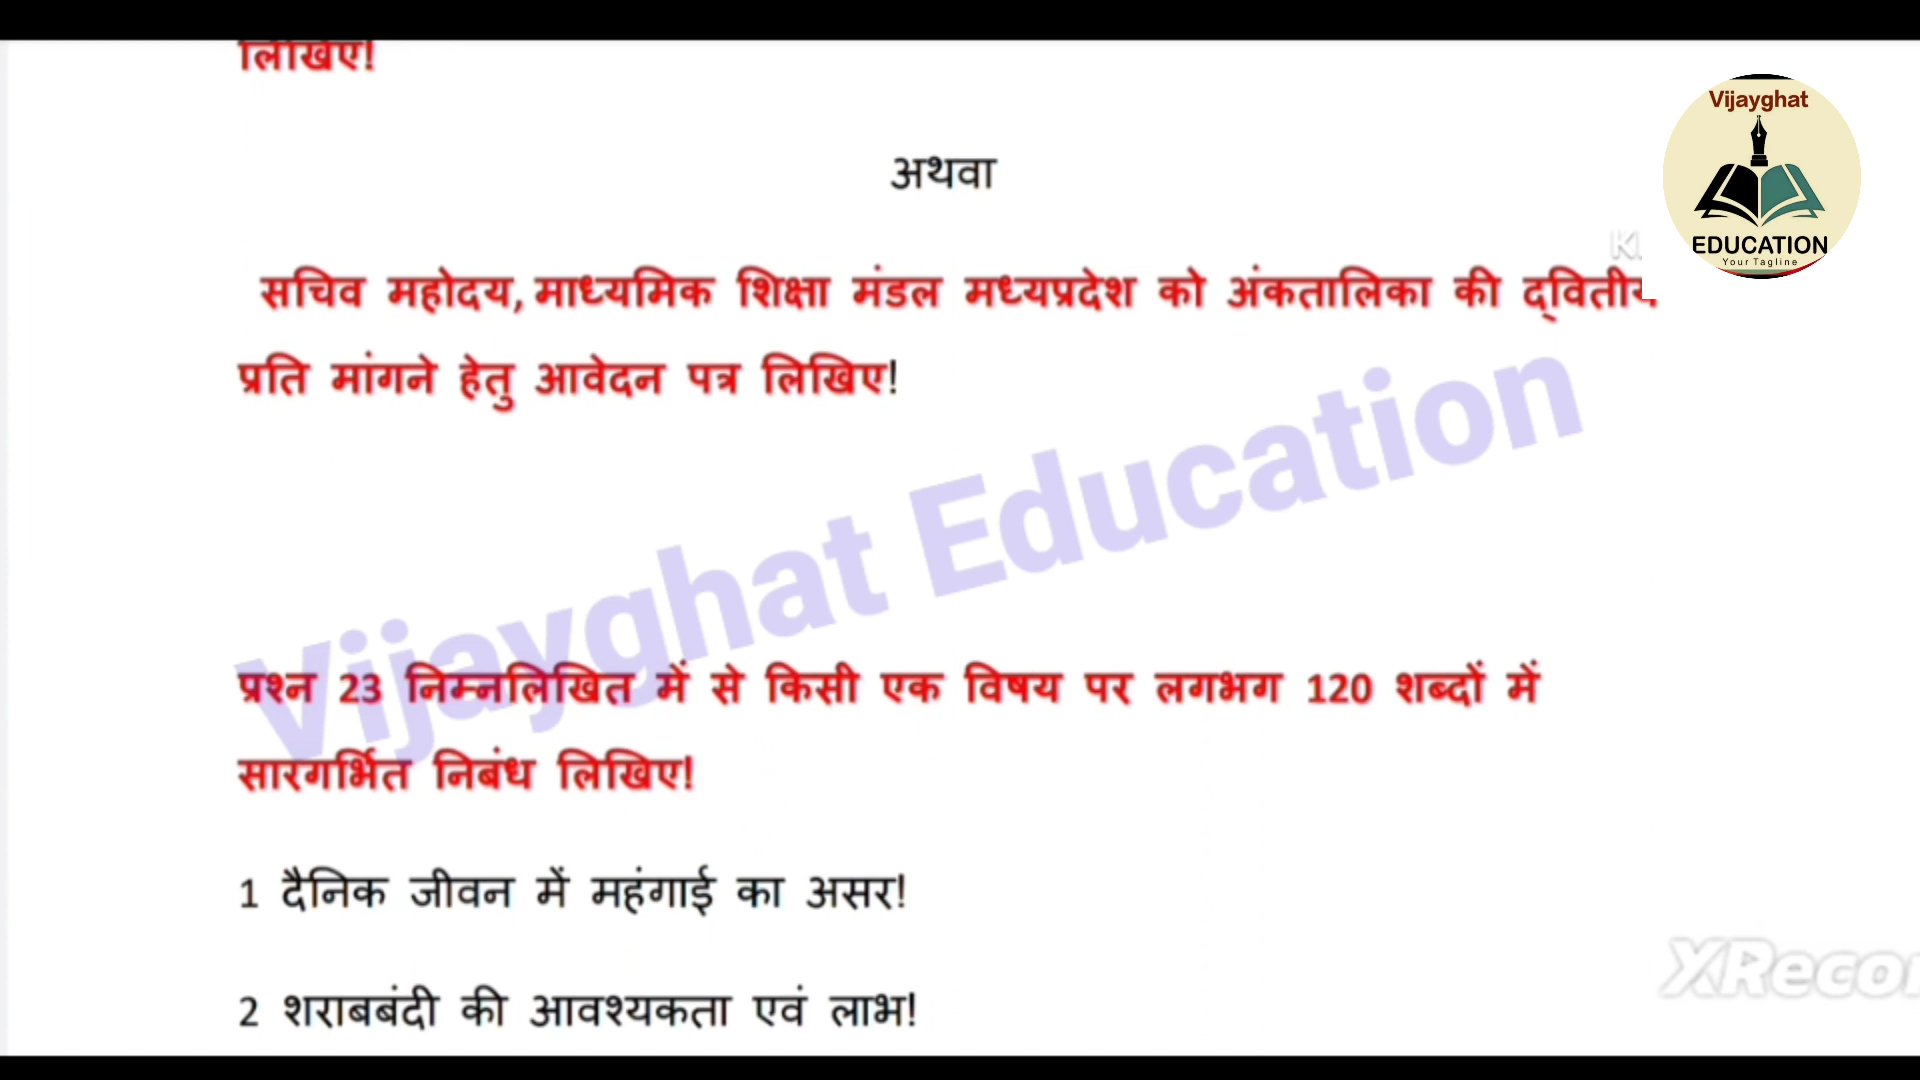 लिखिए!
Vijayghat
EDUCATION
Your Tagline
अथवा
सचिव महोदय, माध्यमिक शिक्षा मंडल मध्यप्रदेश को अंकतालिका की द्वितीय
प्रति मांगने हेतु आवेदन पत्र लिखिए!
Vijayghat Education
प्रश्न 23 निम्नलिखित में से किसी एक विषय पर लगभग 120 शब्दों में
सारगर्भित निबंध लिखिए!
1 दैनिक जीवन में महंगाई का असर!
2 शराबबंदी की आवश्यकता एवं लाभ!